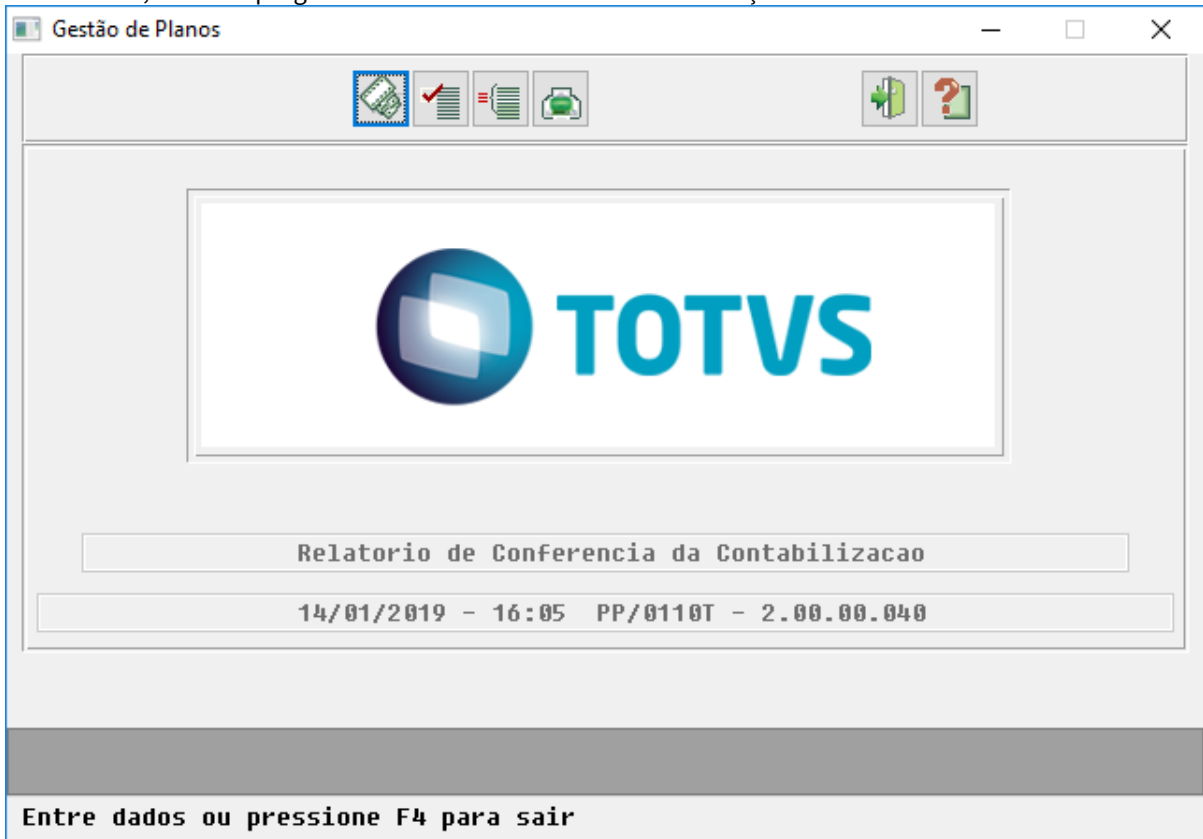 Gestão de Planos
TOTVS
Relatorio de Conferencia da Contabilizacao
14/01/2019 - 16:05 PP/0110T - 2.00.00.040
Entre dados ou pressione F4 para sair